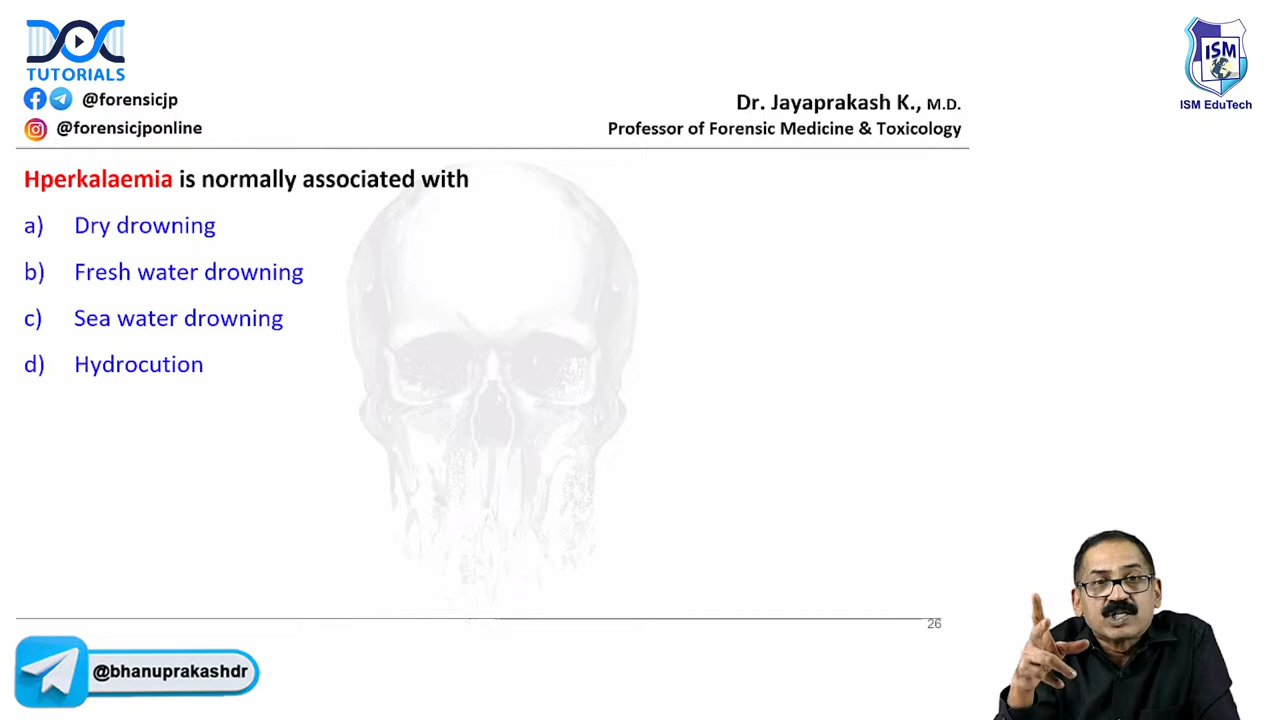 DOC
TUTORIALS
@forensicjp
@forensicjponline
ISM
ISM EduTech
Dr. Jayaprakash K., M.D.
Professor of Forensic Medicine & Toxicology
Hperkalaemia is normally associated with
a) Dry drowning
b) Fresh water drowning
c) Sea water drowning
d) Hydrocution
26
@bhanuprakashdr